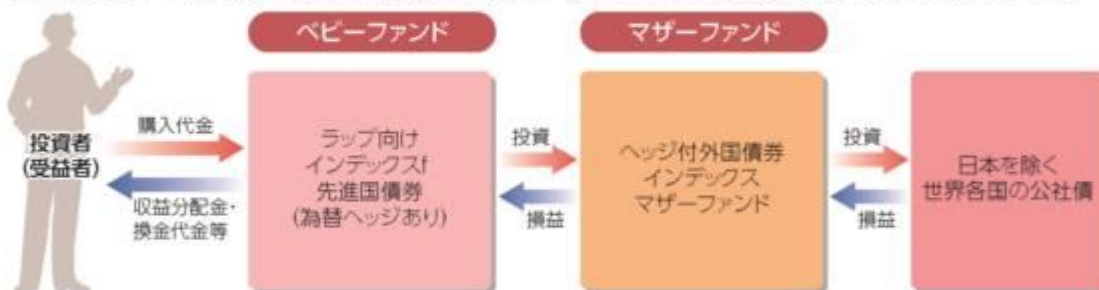 ベビーファンド
マザーファンド
投資者
(受益者)
購入代金
収益分配金・
換金代金等
ラップ向け
インデックスf
先進国債券
(為替ヘッジあり)
投資
損益
ヘッジ付外国債券
インデックス
マザーファンド
投資
損益
日本を除く
世界各国の公社債